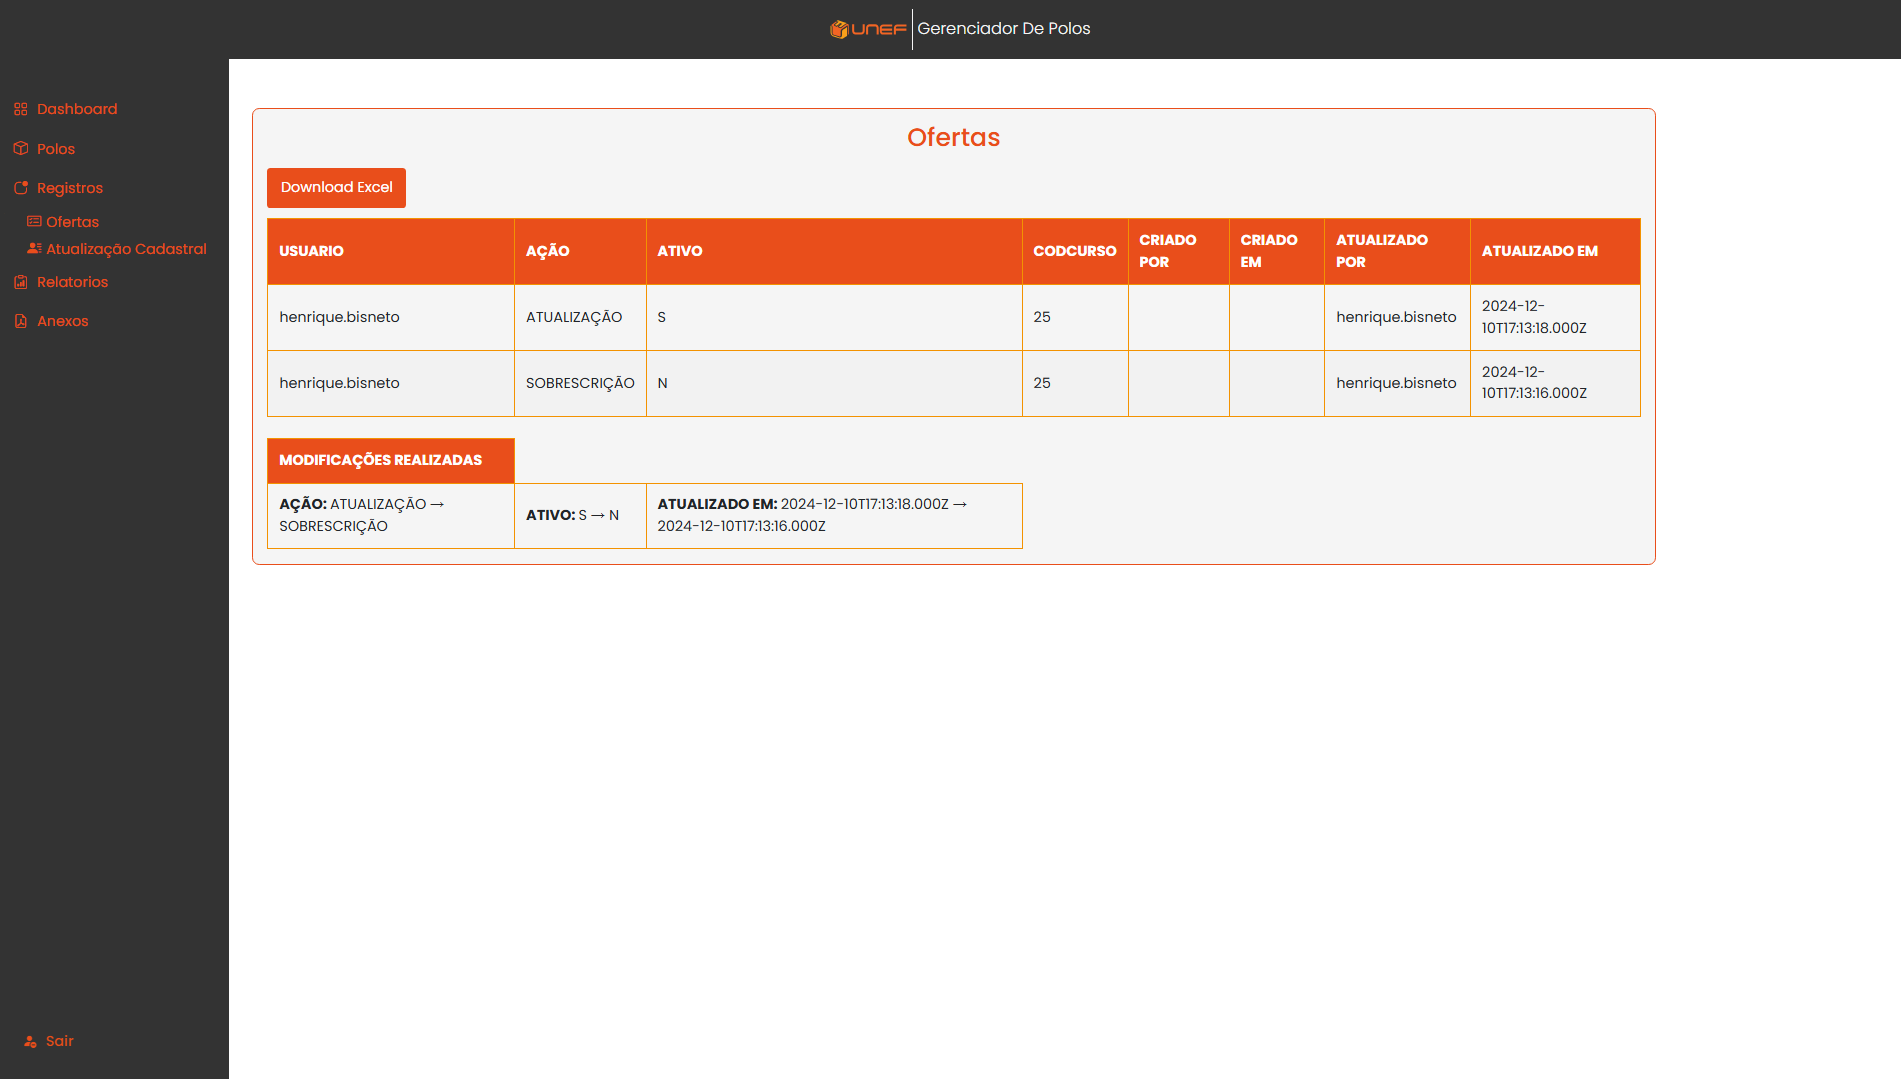 UNEF Gerenciador De Polos
Dashboard
Polos
Registros
Ofertas
Atualização Cadastral
Relatorios
Anexos
Sair
Ofertas
Download Excel
USUARIO AÇÃO ATIVO CODCURSO CRIADO POR CRIADO EM ATUALIZADO POR ATUALIZADO EM
henrique.bisneto ATUALIZAÇÃO S 25 henrique.bisneto 2024-12-10T17:13:18.000Z
henrique.bisneto SOBRESCRIÇÃO N 25 henrique.bisneto 2024-12-10T17:13:16.000Z
MODIFICAÇÕES REALIZADAS
AÇÃO: ATUALIZAÇÃO → SOBRESCRIÇÃO
ATIVO: S → N
ATUALIZADO EM: 2024-12-10T17:13:18.000Z → 2024-12-10T17:13:16.000Z